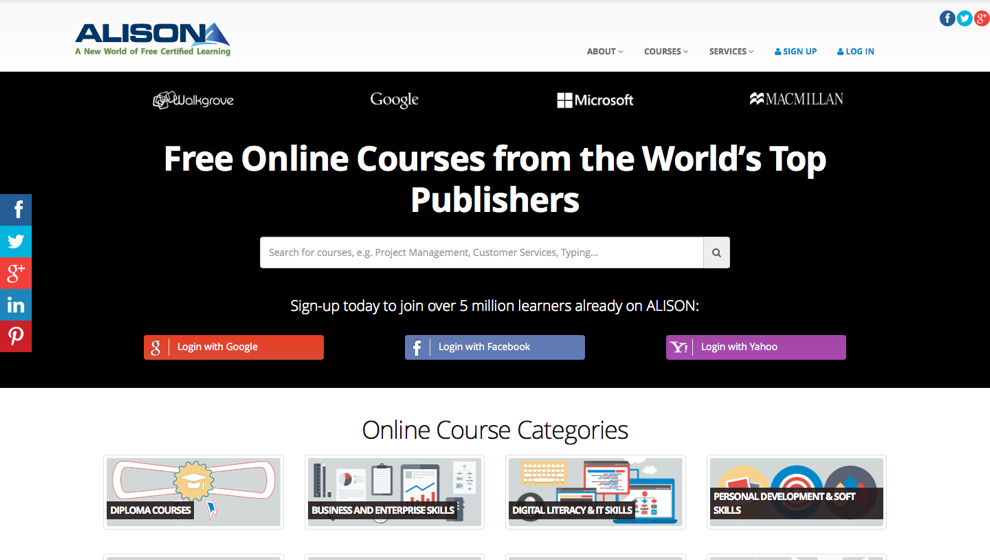 ALISON
A New World of Free Certified Learning
ABOUT COURSES SERVICES SIGN UP LOG IN
Walkgrove Google Microsoft MACMILLAN
Free Online Courses from the World's Top
Publishers
Search for courses, e.g. Project Management, Customer Services, Typing...
Sign-up today to join over 5 million learners already on ALISON:
Login with Google Login with Facebook Login with Yahoo
Online Course Categories
DIPLOMA COURSES
BUSINESS AND ENTERPRISE SKILLS
DIGITAL LITERACY & IT SKILLS
PERSONAL DEVELOPMENT & SOFT
SKILLS